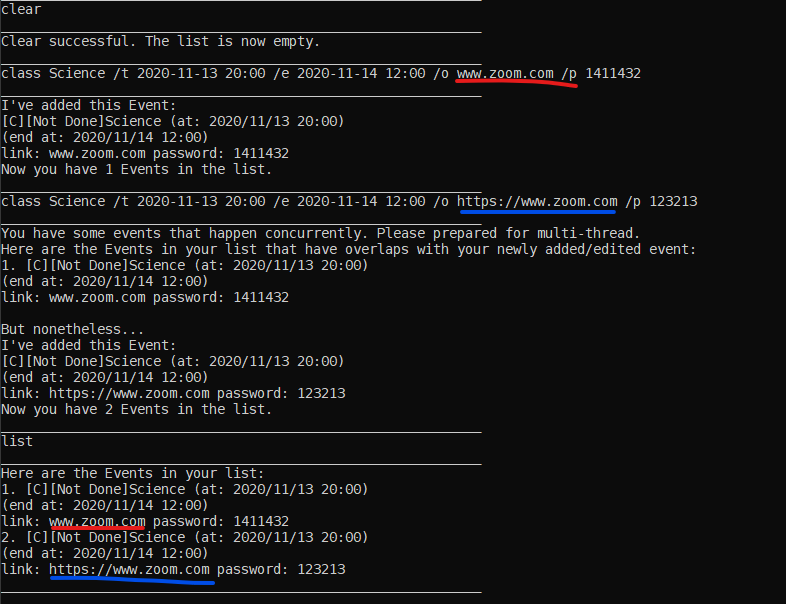 clear
Clear successful. The list is now empty.
class Science /t 2020-11-13 20:00 /e 2020-11-14 12:00 /o www.zoom.com /p 1411432
I've added this Event:
[C][Not Done]Science (at: 2020/11/13 20:00)
(end at: 2020/11/14 12:00)
link: www.zoom.com password: 1411432
Now you have 1 Events in the list.
class Science /t 2020-11-13 20:00 /e 2020-11-14 12:00 /o https://www.zoom.com /p 123213
You have some events that happen concurrently. Please prepared for multi-thread.
Here are the Events in your list that have overlaps with your newly added/edited event:
1. [C][Not Done]Science (at: 2020/11/13 20:00)
(end at: 2020/11/14 12:00)
link: www.zoom.com password: 1411432
But nonetheless...
I've added this Event:
[C][Not Done]Science (at: 2020/11/13 20:00)
(end at: 2020/11/14 12:00)
link: https://www.zoom.com password: 123213
Now you have 2 Events in the list.
list
Here are the Events in your list:
1. [C][Not Done]Science (at: 2020/11/13 20:00)
(end at: 2020/11/14 12:00)
link: www.zoom.com password: 1411432
2. [C][Not Done]Science (at: 2020/11/13 20:00)
(end at: 2020/11/14 12:00)
link: https://www.zoom.com password: 123213